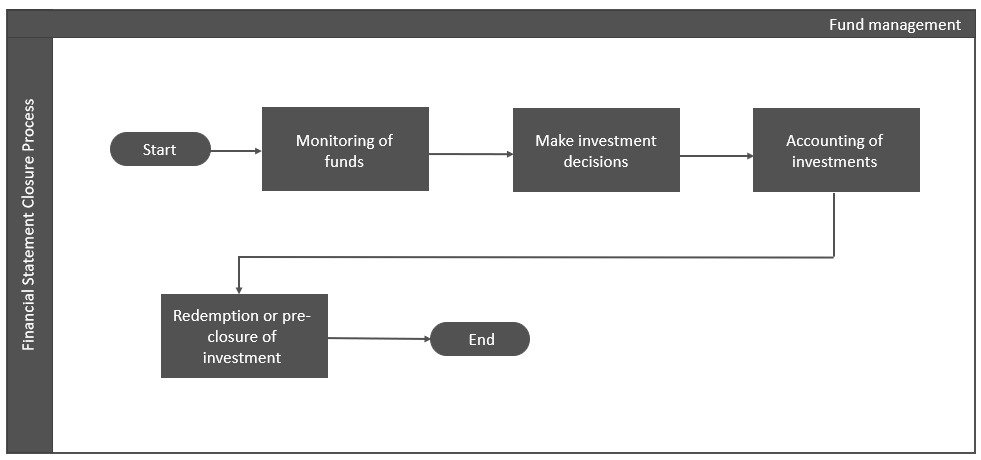 Fund management
Financial Statement Closure Process
Start
Monitoring of
funds
Make investment
decisions
Accounting of
investments
Redemption or pre-
closure of
investment
End